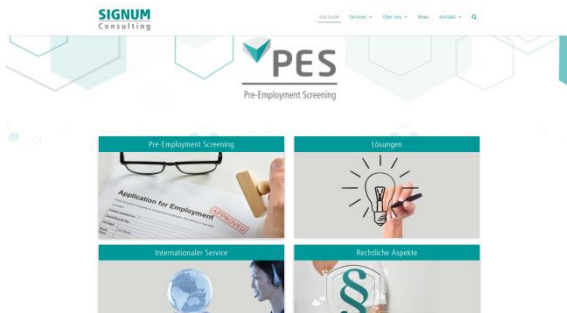 SIGNUM
Consulting
Startseite Services Über uns News Kontakt
PES
Pre-Employment Screening
Pre-Employment Screening
Lösungen
Application for Employment
APPROVED
Internationaler Service
Rechtliche Aspekte
§